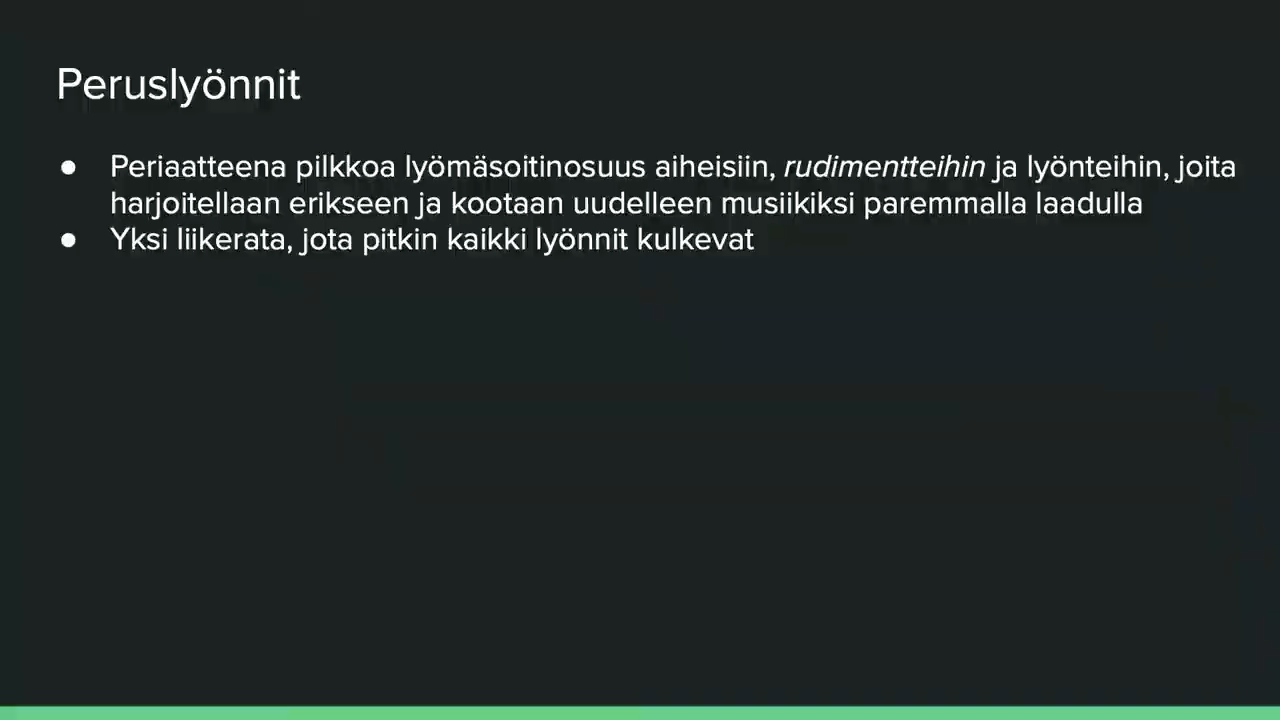 Peruslyönnit
● Periaatteena pilkkoa lyömäsoitinosuus aiheisiin, rudimentteihin ja lyönteihin, joita
harjoitellaan erikseen ja kootaan uudelleen musiikiksi paremmalla laadulla
● Yksi liikerata, jota pitkin kaikki lyönnit kulkevat